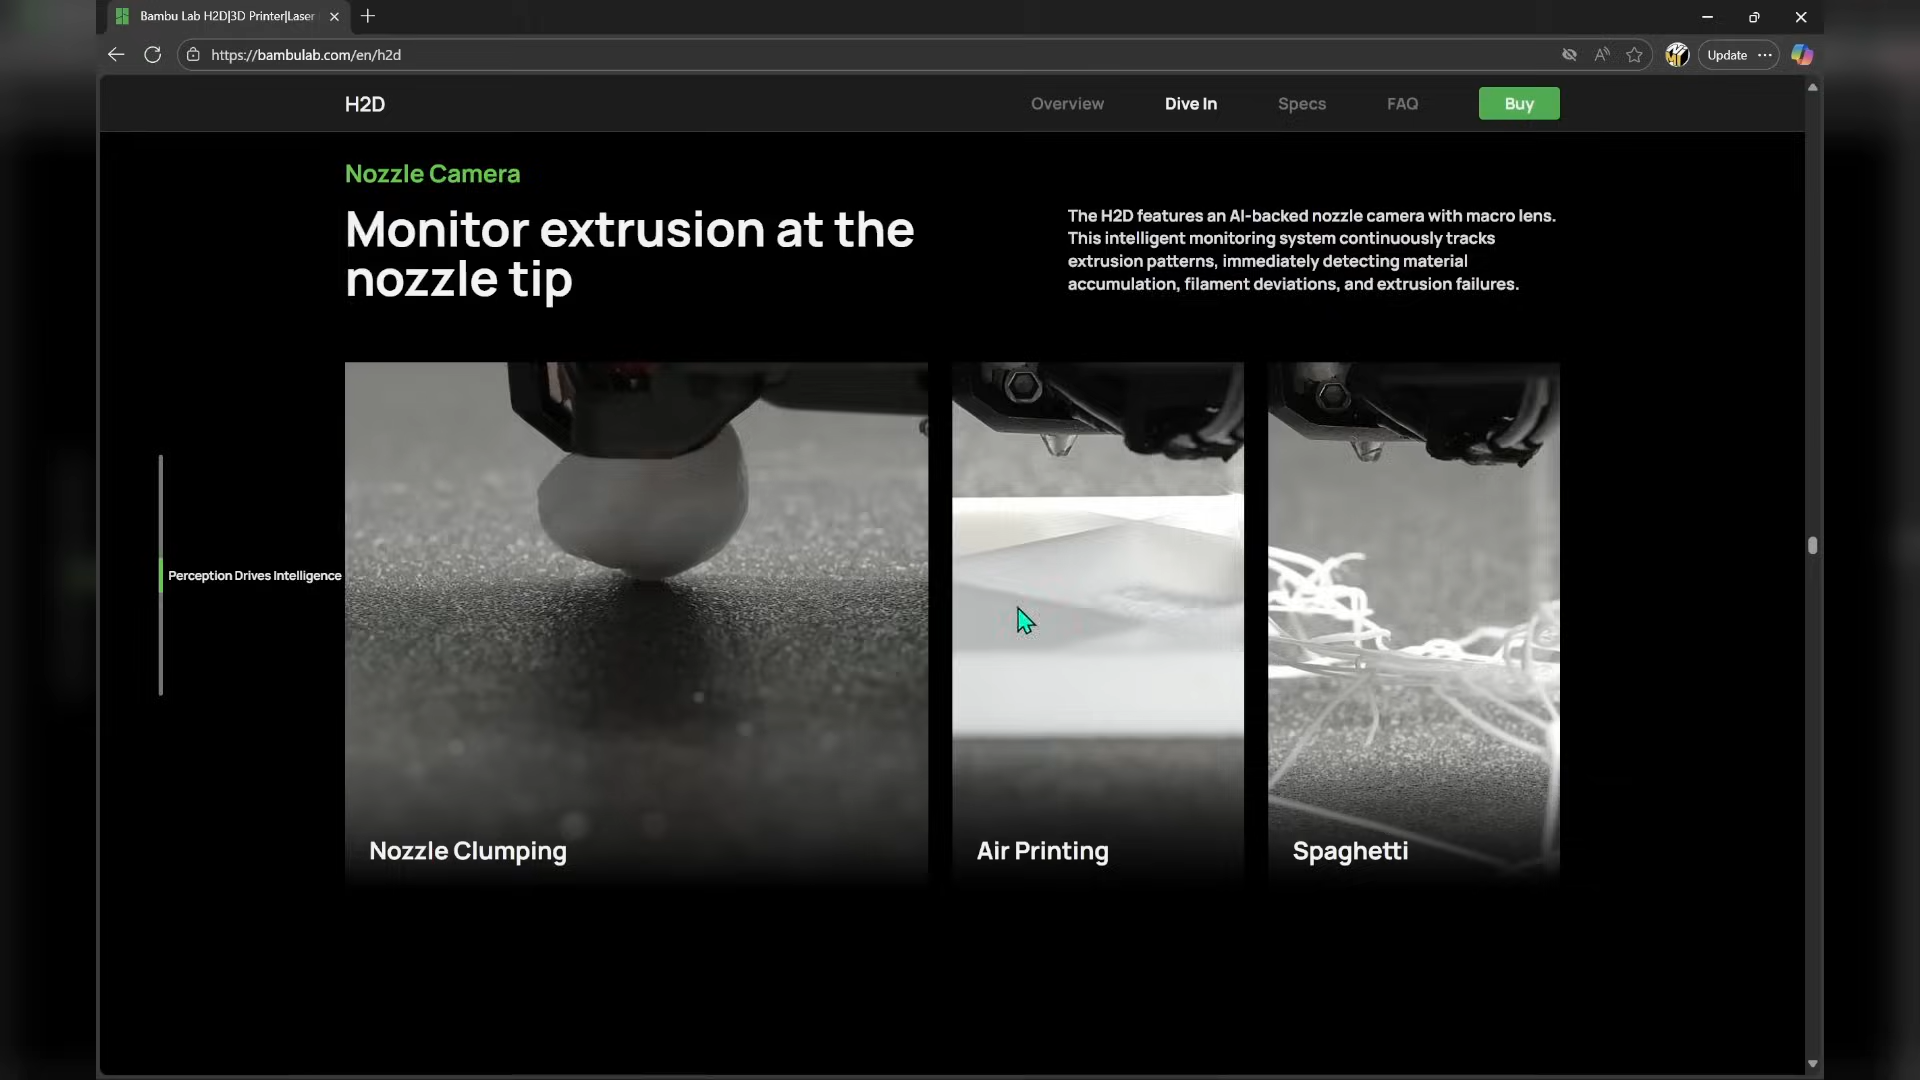 Bambu Lab H2D|3D Printer|Laser
https://bambulab.com/en/h2d
Update
H2D
Overview
Dive In
Specs
FAQ
Buy
Nozzle Camera
Monitor extrusion at the
nozzle tip
The H2D features an AI-backed nozzle camera with macro lens.
This intelligent monitoring system continuously tracks
extrusion patterns, immediately detecting material
accumulation, filament deviations, and extrusion failures.
Perception Drives Intelligence
Nozzle Clumping
Air Printing
Spaghetti